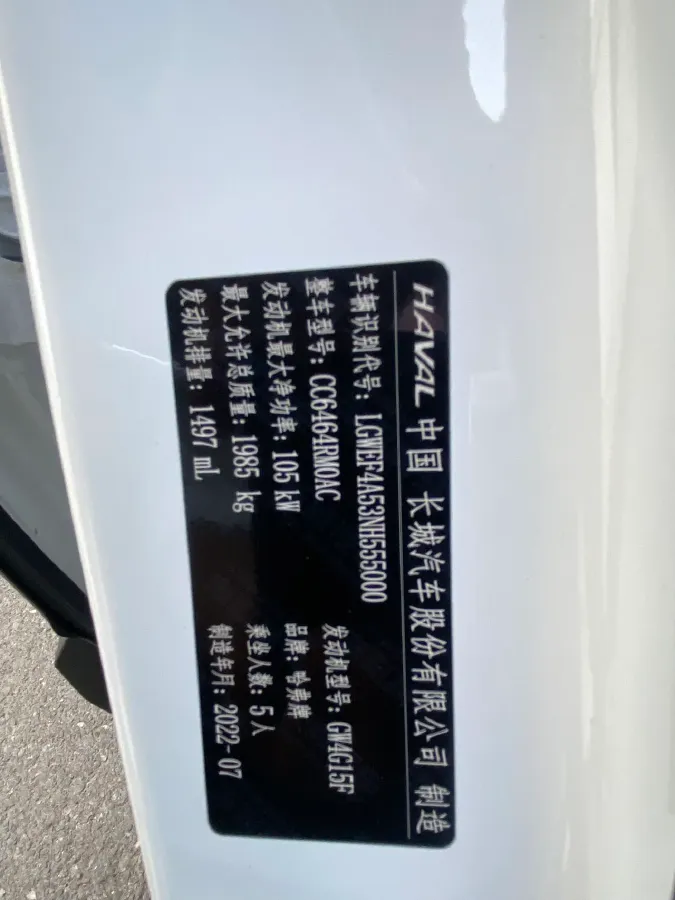 HAVAL 中国 长城汽车股份有限公司 制造
车辆识别代号：LGWEF4A53NH555000
整车型号：CC6464RM0AC 发动机型号：GW4G15F
发动机最大净功率：105 kW 品牌：哈弗牌
最大允许总质量：1985 kg 乘坐人数：5人
发动机排量：1497 mL 制造年月：2022-07